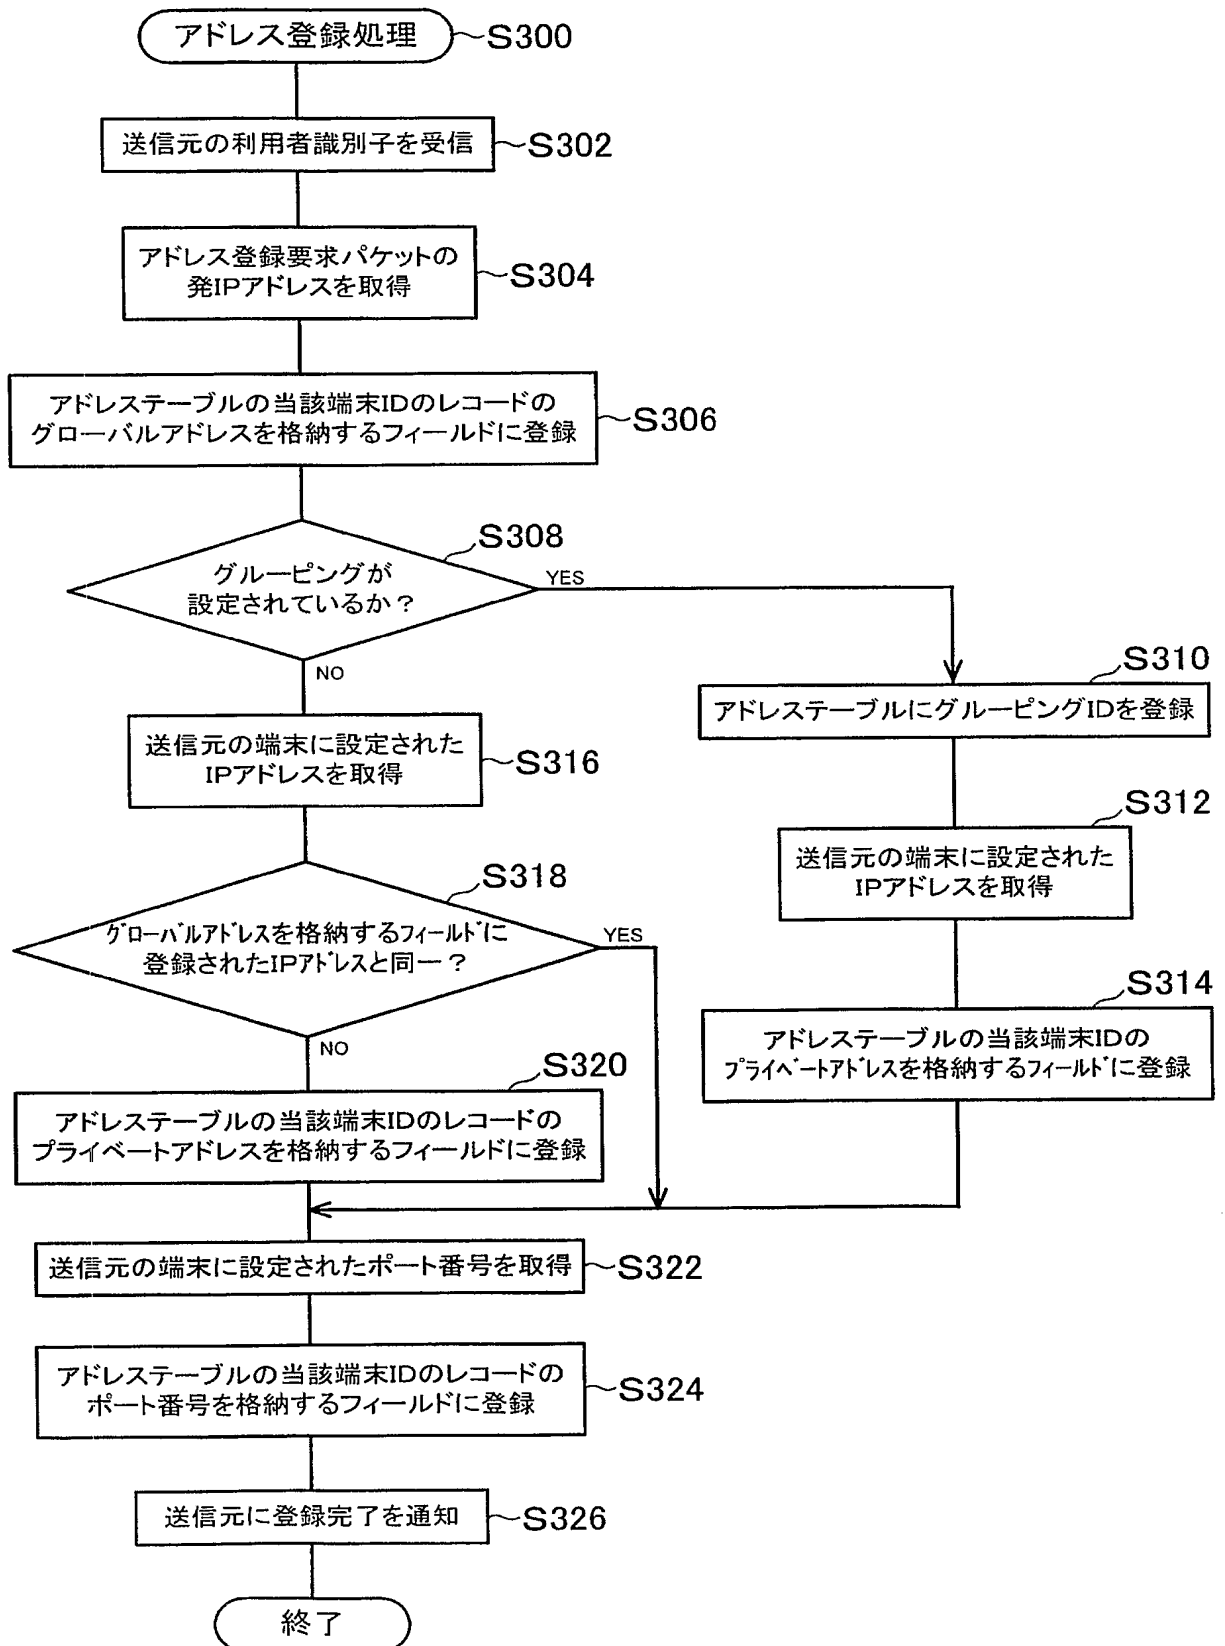 アドレス登録処理
S300
送信元の利用者識別子を受信
S302
アドレス登録要求パケットの
発IPアドレスを取得
S304
アドレステーブルの当該端末IDのレコードの
グローバルアドレスを格納するフィールドに登録
S306
S308
グルーピングが
設定されているか？
YES
NO
S310
アドレステーブルにグルーピングIDを登録
送信元の端末に設定された
IPアドレスを取得
S316
S312
送信元の端末に設定された
IPアドレスを取得
S318
グローバルアドレスを格納するフィールドに
登録されたIPアドレスと同一？
YES
NO
S314
アドレステーブルの当該端末IDの
プライベートアドレスを格納するフィールドに登録
S320
アドレステーブルの当該端末IDのレコードの
プライベートアドレスを格納するフィールドに登録
送信元の端末に設定されたポート番号を取得
S322
アドレステーブルの当該端末IDのレコードの
ポート番号を格納するフィールドに登録
S324
送信元に登録完了を通知
S326
終了